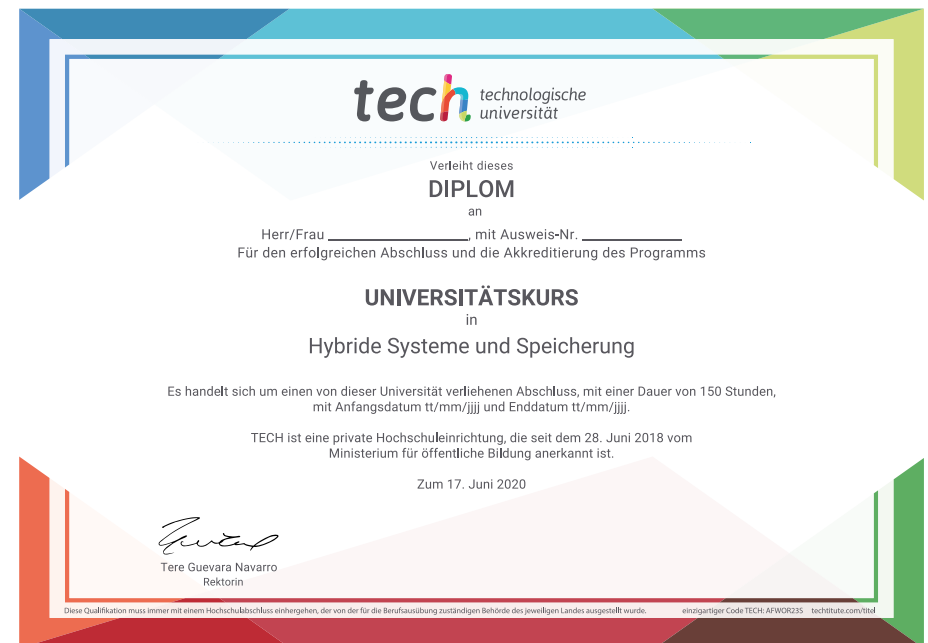 tech technologische
universität
Verleiht dieses
DIPLOM
an
Herr/Frau ____________________, mit Ausweis-Nr. ______________
Für den erfolgreichen Abschluss und die Akkreditierung des Programms
UNIVERSITÄTSKURS
in
Hybride Systeme und Speicherung
Es handelt sich um einen von dieser Universität verliehenen Abschluss, mit einer Dauer von 150 Stunden,
mit Anfangsdatum tt/mm/jjjj und Enddatum tt/mm/jjjj.
TECH ist eine private Hochschuleinrichtung, die seit dem 28. Juni 2018 vom
Ministerium für öffentliche Bildung anerkannt ist.
Zum 17. Juni 2020
Tere Guevara Navarro
Rektorin
Diese Qualifikation muss immer mit einem Hochschulabschluss einhergehen, der von der für die Berufsausübung zuständigen Behörde des jeweiligen Landes ausgestellt wurde. einzigartiger Code TECH: AFWOR23S techtitute.com/titel